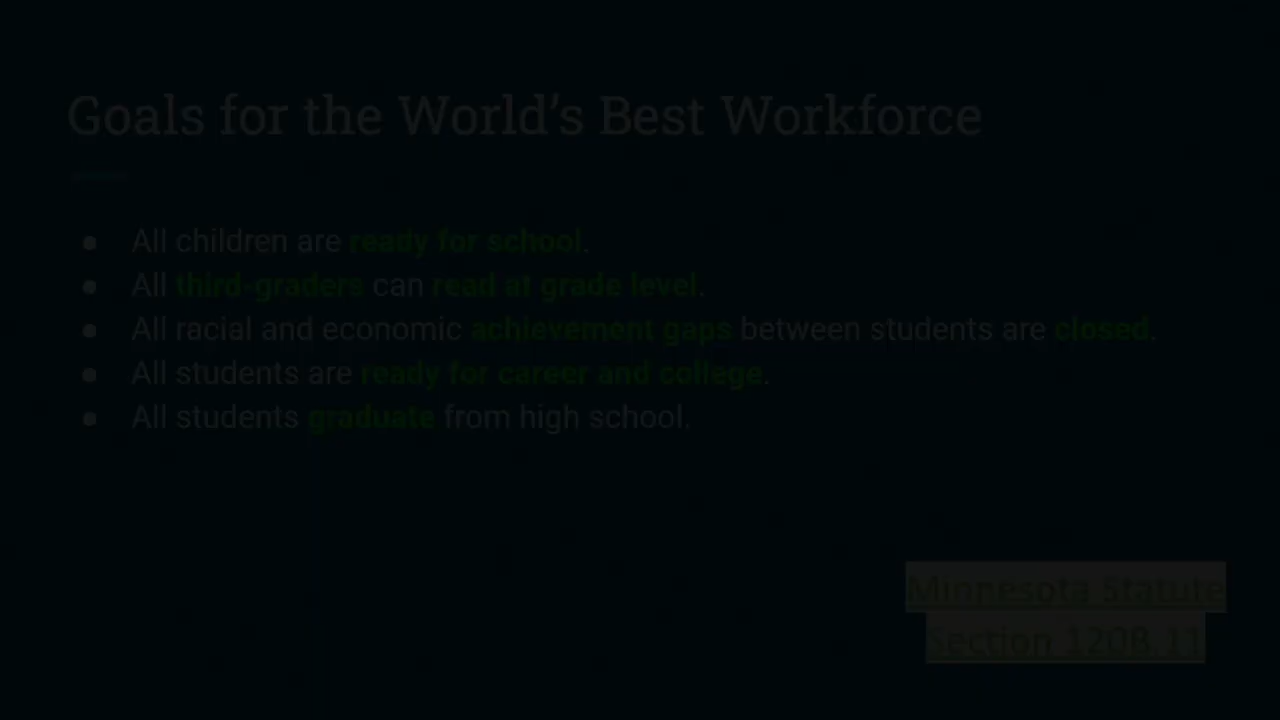 Goals for the World’s Best Workforce
● All children are ready for school.
● All third-graders can read at grade level.
● All racial and economic achievement gaps between students are closed.
● All students are ready for career and college.
● All students graduate from high school.
Minnesota Statute
Section 120B.11